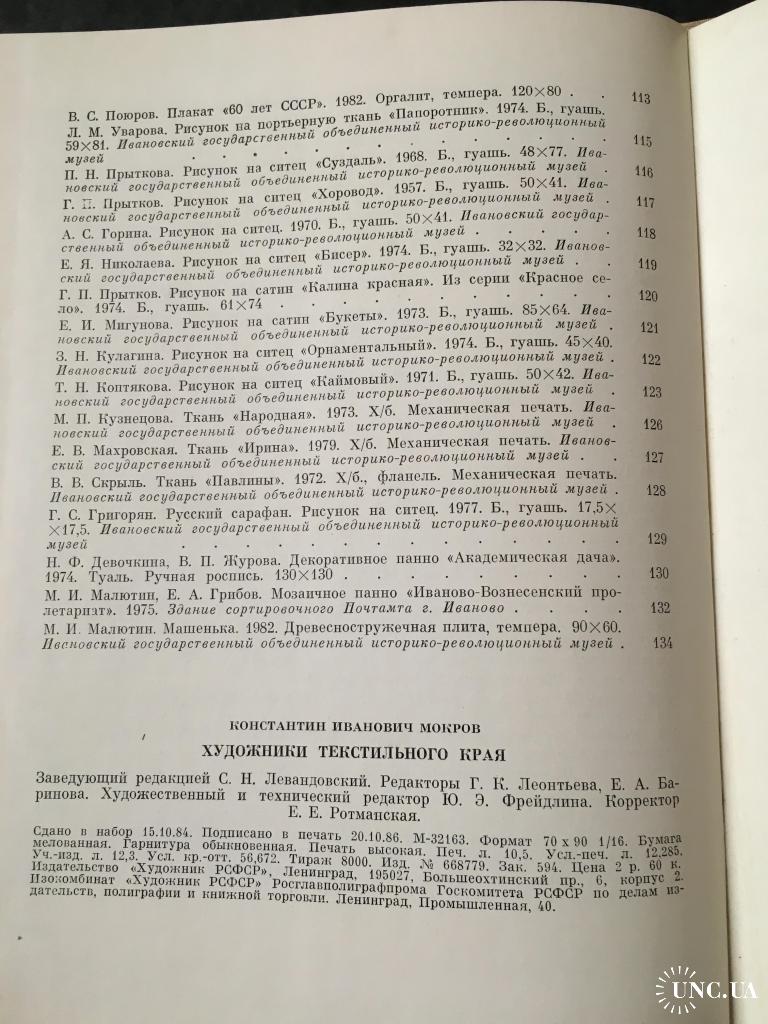 В. С. Поюров. Плакат «60 лет СССР». 1982. Оргалит, темпера. 120×80 . . 113
Л. М. Уварова. Рисунок на портьерную ткань «Папоротник». 1974. Б., гуашь.
59×81. Ивановский государственный объединенный историко-революционный
музей . . . . . . . . . . . 115
П. Н. Прыткова. Рисунок на ситец «Суздаль». 1968. Б., гуашь. 48×77. Ива-
новский государственный объединенный историко-революционный музей . 116
Г. П. Прытков. Рисунок на ситец «Хоровод». 1957. Б., гуашь. 50×41. Ива-
новский государственный объединенный историко-революционный музей . 117
А. С. Горина. Рисунок на ситец. 1970. Б., гуашь. 50×41. Ивановский государ-
ственный объединенный историко-революционный музей . . . . . 118
Е. Я. Николаева. Рисунок на ситец «Бисер». 1974. Б., гуашь. 32×32. Иванов-
ский государственный объединенный историко-революционный музей . . 119
Г. П. Прытков. Рисунок на сатин «Калина красная». Из серии «Красное се-
ло». 1974. Б., гуашь. 61×74 . . . . . . . . . . 120
Е. И. Мигунова. Рисунок на сатин «Букеты». 1973. Б., гуашь. 85×64. Ива-
новский государственный объединенный историко-революционный музей . 121
З. Н. Кулагина. Рисунок на ситец «Орнаментальный». 1974. Б., гуашь. 45×40.
Ивановский государственный объединенный историко-революционный музей . 122
Т. Н. Коптякова. Рисунок на ситец «Каймовый». 1971. Б., гуашь. 50×42. Ива-
новский государственный объединенный историко-революционный музей . 123
М. П. Кузнецова. Ткань «Народная». 1973. Х/б. Механическая печать. Ива-
новский государственный объединенный историко-революционный музей . 126
Е. В. Махровская. Ткань «Ирина». 1979. Х/б. Механическая печать. Иванов-
ский государственный объединенный историко-революционный музей . . 127
В. В. Скрыль. Ткань «Павлины». 1972. Х/б., фланель. Механическая печать.
Ивановский государственный объединенный историко-революционный музей . 128
Г. С. Григорян. Русский сарафан. Рисунок на ситец. 1977. Б., гуашь. 17,5×
×17,5. Ивановский государственный объединенный историко-революционный
музей . . . . . . . . . . . . . 129
Н. Ф. Девочкина, В. П. Журова. Декоративное панно «Академическая дача».
1974. Туаль. Ручная роспись. 130×130 . . . . . . . . . 130
М. И. Малютин, Е. А. Грибов. Мозаичное панно «Иваново-Вознесенский про-
летариат». 1975. Здание сортировочного Почтамта г. Иваново . . . . 132
М. И. Малютин. Машенька. 1982. Древесностружечная плита, темпера. 90×60.
Ивановский государственный объединенный историко-революционный музей . 134
КОНСТАНТИН ИВАНОВИЧ МОКРОВ
ХУДОЖНИКИ ТЕКСТИЛЬНОГО КРАЯ
Заведующий редакцией С. Н. Левандовский. Редакторы Г. К. Леонтьева, Е. А. Ба-
ринова. Художественный и технический редактор Ю. Э. Фрейдлина. Корректор
Е. Е. Ротманская.
Сдано в набор 15.10.84. Подписано в печать 20.10.86. М-32163. Формат 70 x 90 1/16. Бумага
мелованная. Гарнитура обыкновенная. Печать высокая. Печ. л. 10,5. Усл.-печ. л. 12,285.
Уч.-изд. л. 12,3. Усл. кр.-отт. 56,672. Тираж 8000. Изд. № 668779. Зак. 594. Цена 2 р. 60 к.
Издательство «Художник РСФСР», Ленинград, 195027, Большеохтинский пр., 6, корпус 2.
Изокомбинат «Художник РСФСР» Росглавполиграфпрома Госкомитета РСФСР по делам из-
дательств, полиграфии и книжной торговли. Ленинград, Промышленная, 40.
UNC.UA